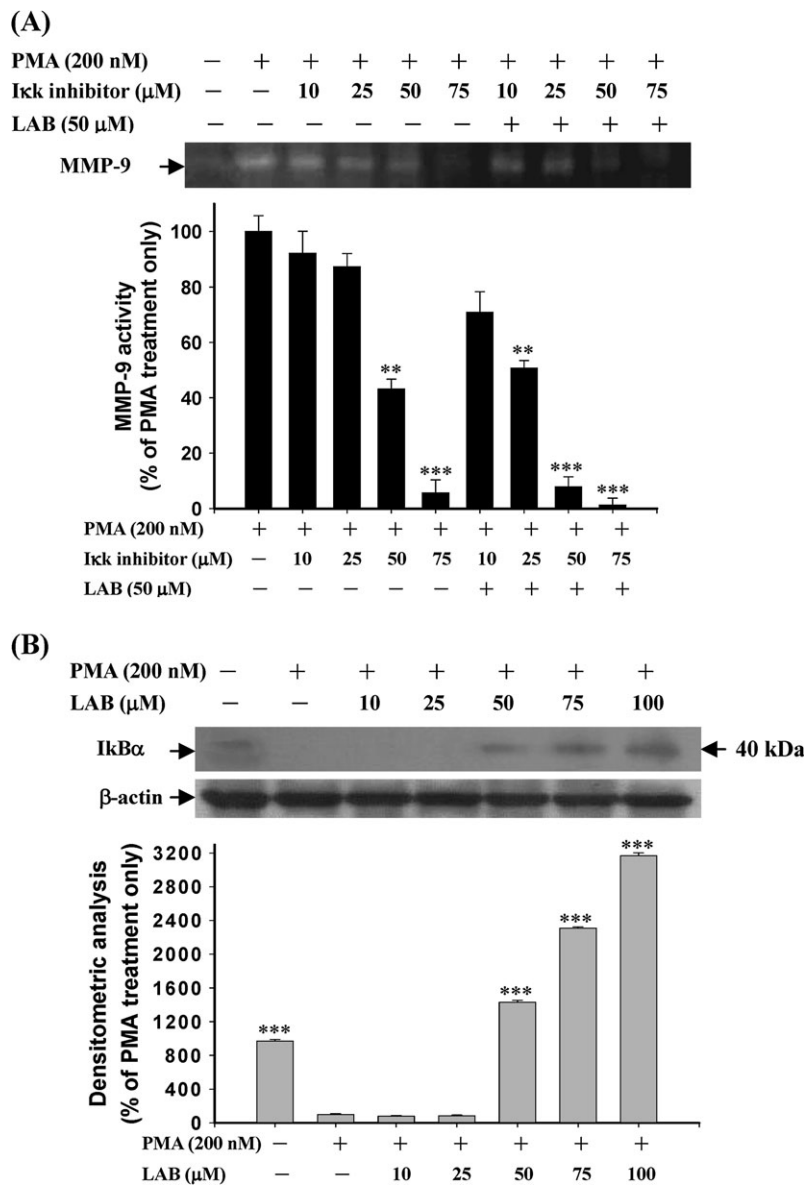 (A)
PMA (200 nM) – + + + + + + + + +
Iκk inhibitor (μM) – – 10 25 50 75 10 25 50 75
LAB (50 μM) – – – – – – + + + +
MMP-9
MMP-9 activity
(% of PMA treatment only)
100
80
60
40
20
0
** *** ** *** ***
PMA (200 nM) + + + + + + + + +
Iκk inhibitor (μM) – 10 25 50 75 10 25 50 75
LAB (50 μM) – – – – – + + + +
(B)
PMA (200 nM) – + + + + + +
LAB (μM) – – 10 25 50 75 100
IkBα 40 kDa
β-actin
Densitometric analysis
(% of PMA treatment only)
3200
2800
2400
2000
1600
1200
800
400
0
*** *** *** ***
PMA (200 nM) – + + + + + +
LAB (μM) – – 10 25 50 75 100